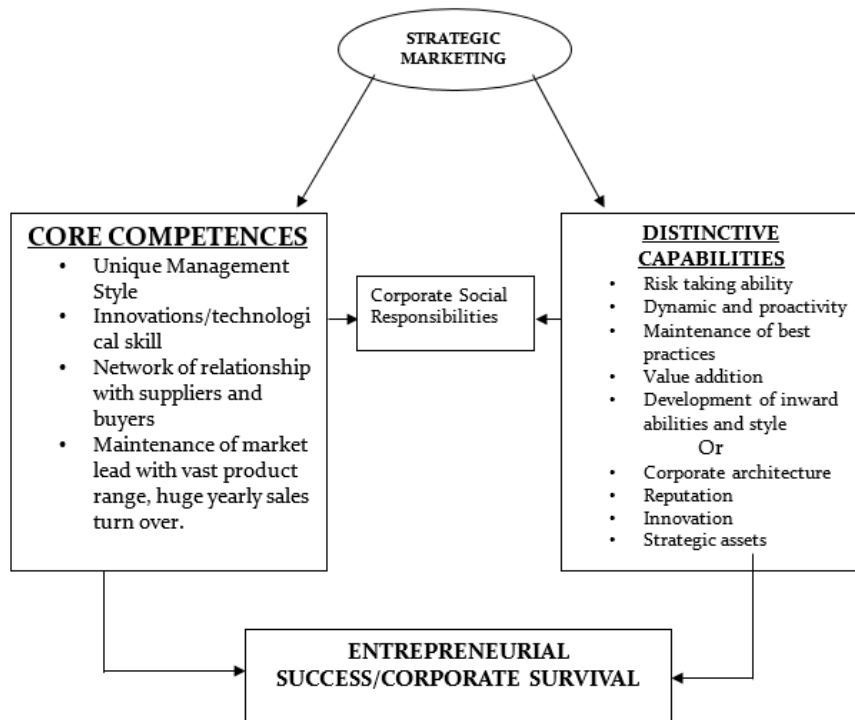 STRATEGIC
MARKETING
CORE COMPETENCES
• Unique Management
Style
• Innovations/technologi
cal skill
• Network of relationship
with suppliers and
buyers
• Maintenance of market
lead with vast product
range, huge yearly sales
turn over.
Corporate Social
Responsibilities
DISTINCTIVE
CAPABILITIES
• Risk taking ability
• Dynamic and proactivity
• Maintenance of best
practices
• Value addition
• Development of inward
abilities and style
Or
• Corporate architecture
• Reputation
• Innovation
• Strategic assets
ENTREPRENEURIAL
SUCCESS/CORPORATE SURVIVAL